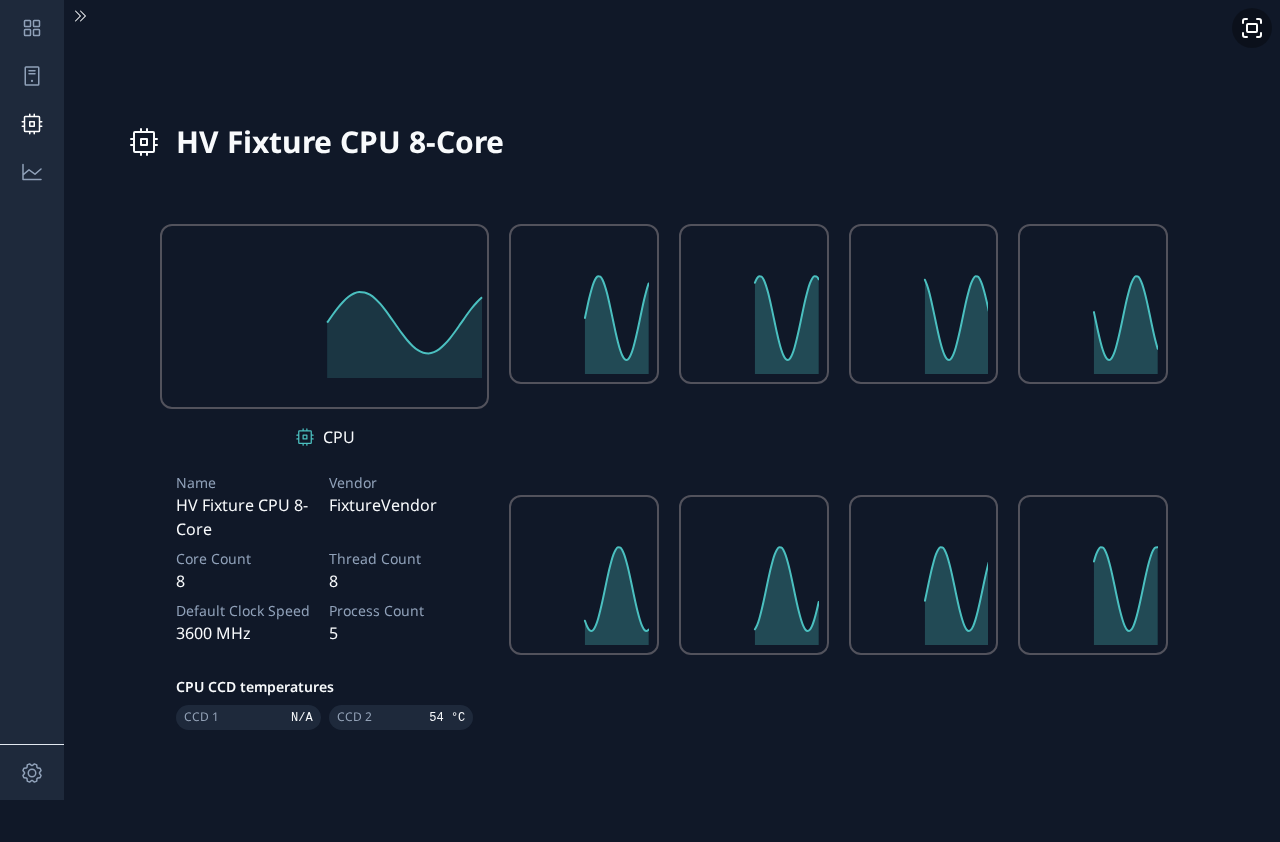 HV Fixture CPU 8-Core
CPU
Name
HV Fixture CPU 8-
Core
Vendor
FixtureVendor
Core Count
8
Thread Count
8
Default Clock Speed
3600 MHz
Process Count
5
CPU CCD temperatures
CCD 1 N/A
CCD 2 54 °C